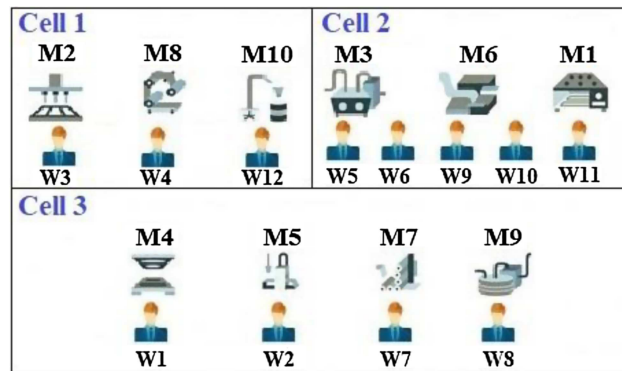 Cell 1
M2 M8 M10
W3 W4 W12
Cell 2
M3 M6 M1
W5 W6 W9 W10 W11
Cell 3
M4 M5 M7 M9
W1 W2 W7 W8